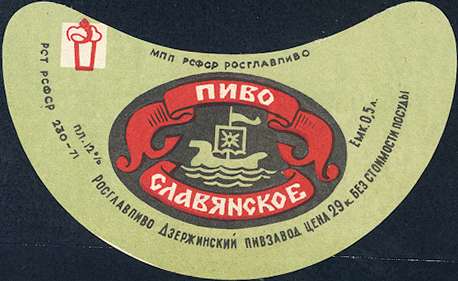 МПП РСФСР РОСГЛАВПИВО
РСТ РСФСР 230-71
ПЛ. 12%
ПИВО
СЛАВЯНСКОЕ
Емк. 0,5 л.
РОСГЛАВПИВО ДЗЕРЖИНСКИЙ ПИВЗАВОД ЦЕНА 29 к. БЕЗ СТОИМОСТИ ПОСУДЫ